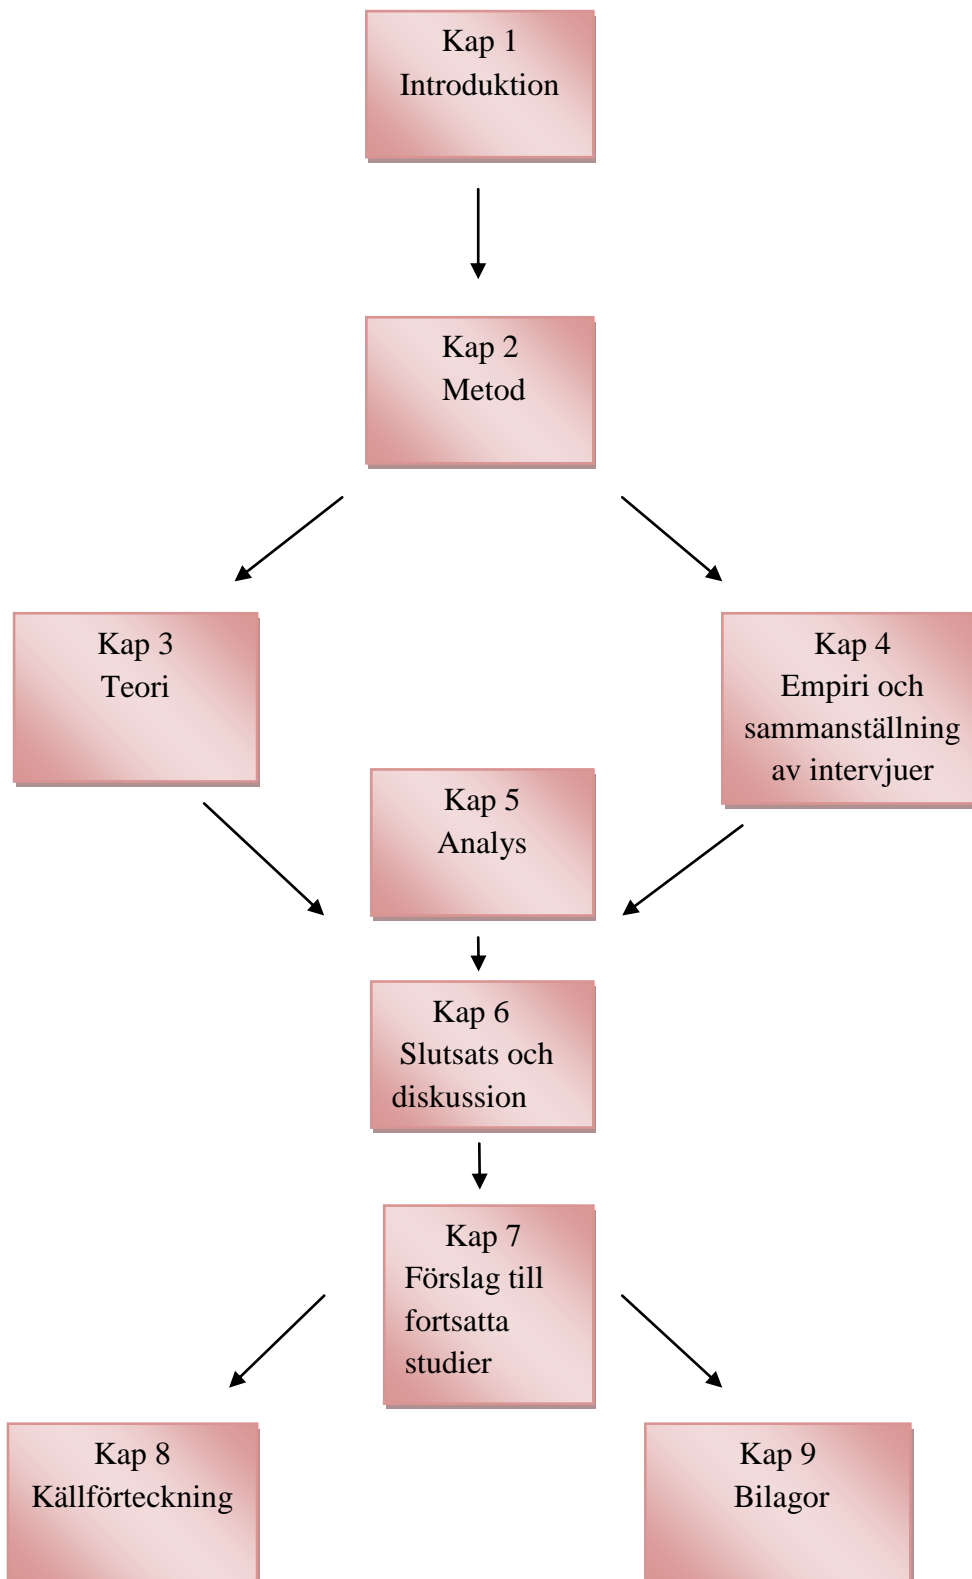 Kap 1
Introduktion
Kap 2
Metod
Kap 3
Teori
Kap 4
Empiri och
sammanställning
av intervjuer
Kap 5
Analys
Kap 6
Slutsats och
diskussion
Kap 7
Förslag till
fortsatta
studier
Kap 8
Källförteckning
Kap 9
Bilagor